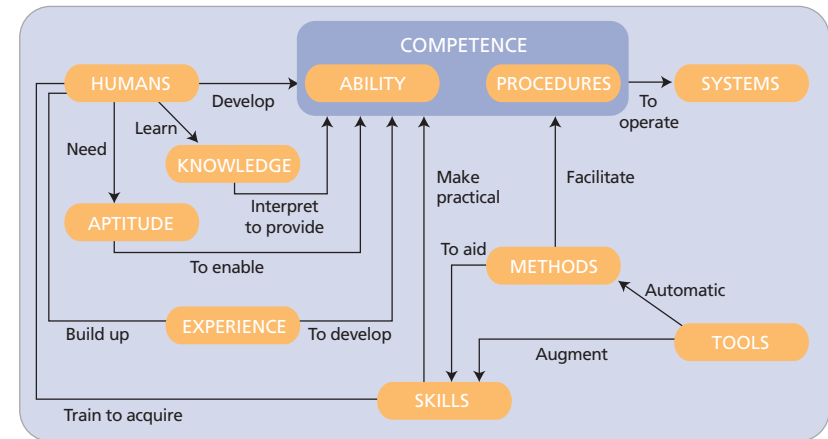 COMPETENCE
HUMANS
ABILITY
PROCEDURES
SYSTEMS
Develop
To
operate
Learn
Need
KNOWLEDGE
Make
practical
Facilitate
Interpret
to provide
APTITUDE
To enable
To aid
METHODS
Automatic
Build up
EXPERIENCE
To develop
TOOLS
Augment
SKILLS
Train to acquire